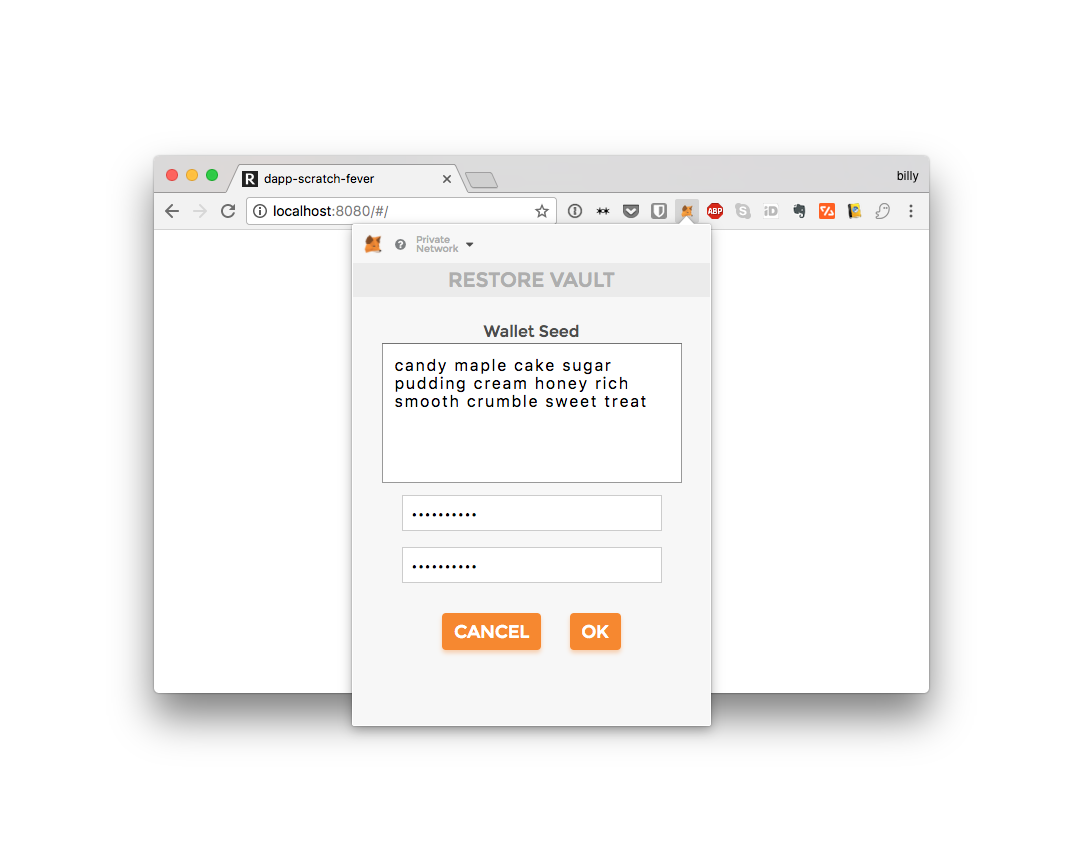 dapp-scratch-fever
billy
localhost:8080/#/
ABP
iD
Private
Network
RESTORE VAULT
Wallet Seed
candy maple cake sugar
pudding cream honey rich
smooth crumble sweet treat
••••••••••
••••••••••
CANCEL
OK